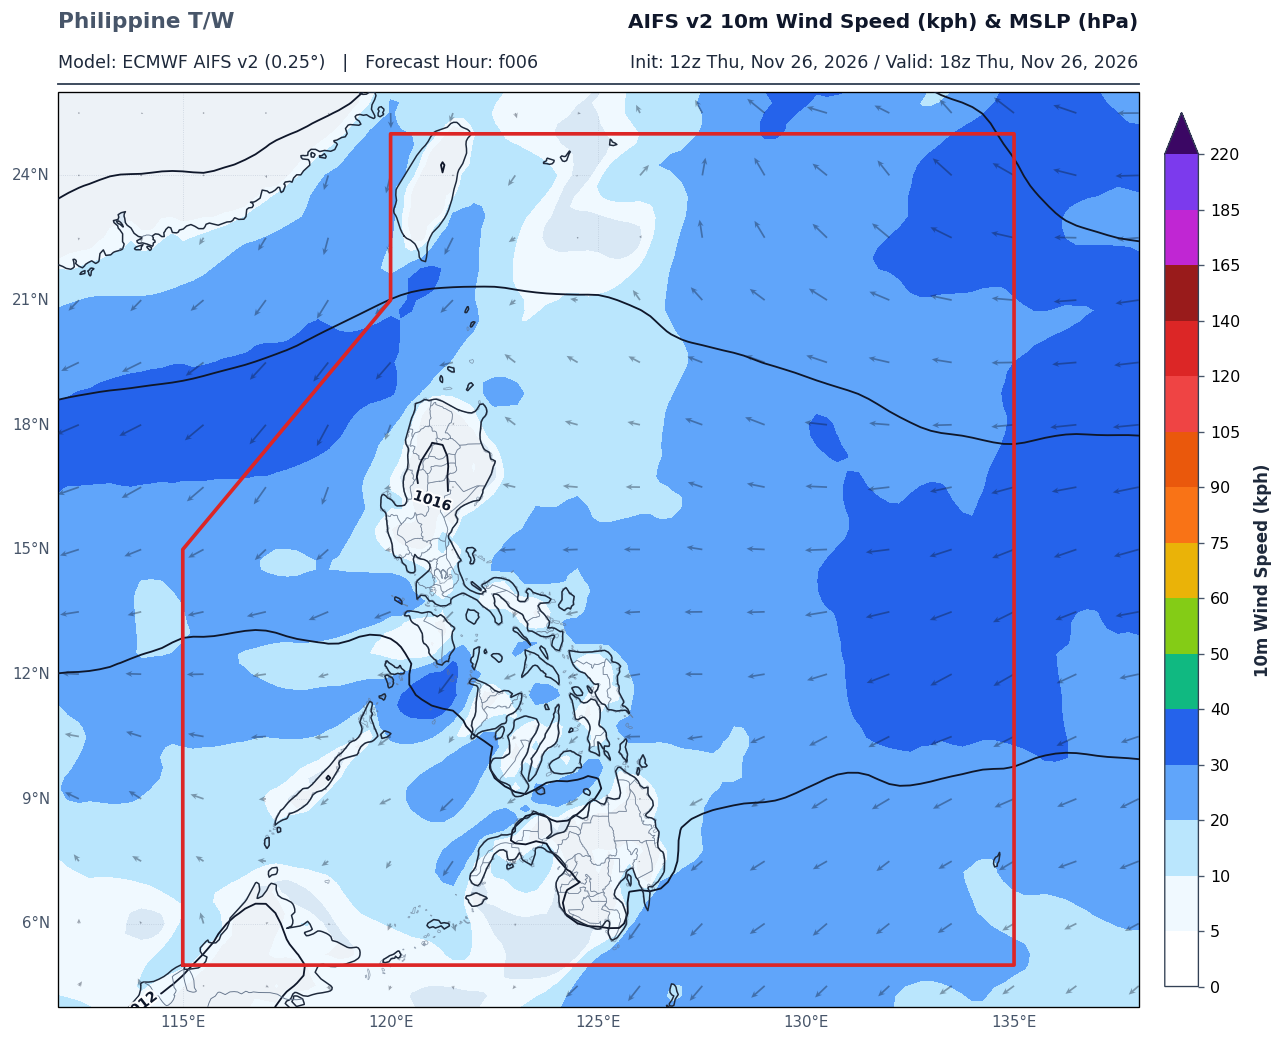 Philippine T/W
AIFS v2 10m Wind Speed (kph) & MSLP (hPa)
Model: ECMWF AIFS v2 (0.25°) | Forecast Hour: f006
Init: 12z Thu, Nov 26, 2026 / Valid: 18z Thu, Nov 26, 2026
24°N
21°N
18°N
15°N
12°N
9°N
6°N
1016
012
115°E
120°E
125°E
130°E
135°E
220
185
165
140
120
105
90
75
60
50
40
30
20
10
5
0
10m Wind Speed (kph)